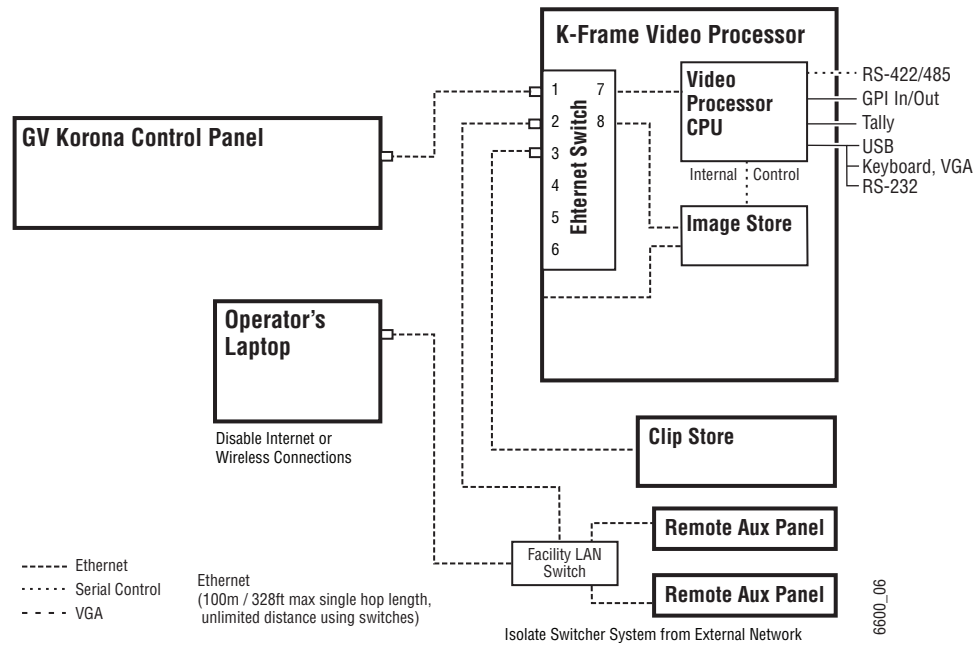 K-Frame Video Processor
Ehternet Switch
1
2
3
4
5
6
7
8
Video
Processor
CPU
RS-422/485
GPI In/Out
Tally
USB
Keyboard, VGA
RS-232
Internal Control
Image Store
GV Korona Control Panel
Operator's
Laptop
Disable Internet or
Wireless Connections
Clip Store
Remote Aux Panel
Facility LAN
Switch
Remote Aux Panel
Ethernet
Serial Control
VGA
Ethernet
(100m / 328ft max single hop length,
unlimited distance using switches)
Isolate Switcher System from External Network
6600_06